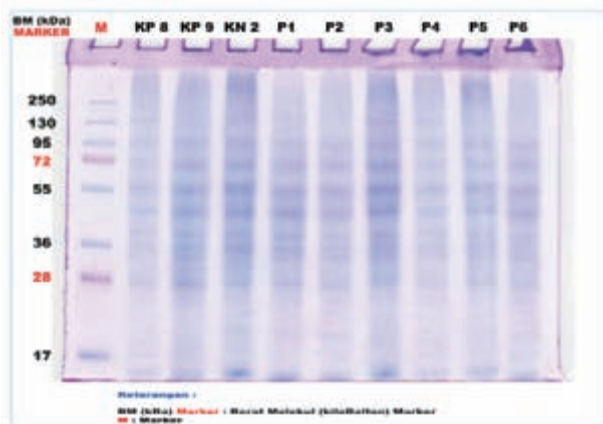 BM (kDa)
MARKER M KP 8 KP 9 KN 2 P1 P2 P3 P4 P5 P6
250
130
95
72
55
36
28
17
Keterangan :
BM (kDa) Marker : Berat Molekul (kiloDalton) Marker
M : Marker